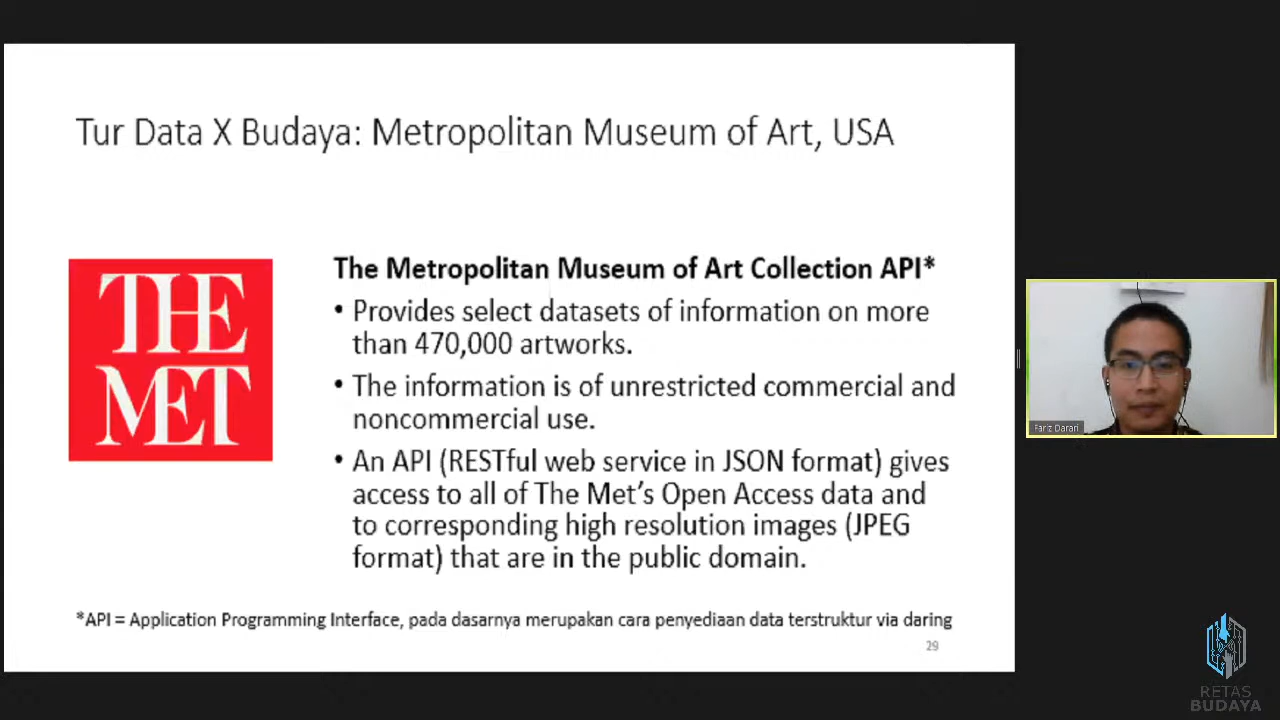 Tur Data X Budaya: Metropolitan Museum of Art, USA
THE
MET
The Metropolitan Museum of Art Collection API*
• Provides select datasets of information on more
than 470,000 artworks.
• The information is of unrestricted commercial and
noncommercial use.
• An API (RESTful web service in JSON format) gives
access to all of The Met's Open Access data and
to corresponding high resolution images (JPEG
format) that are in the public domain.
*API = Application Programming Interface, pada dasarnya merupakan cara penyediaan data terstruktur via daring
29
Fariz Darari
RETAS
BUDAYA